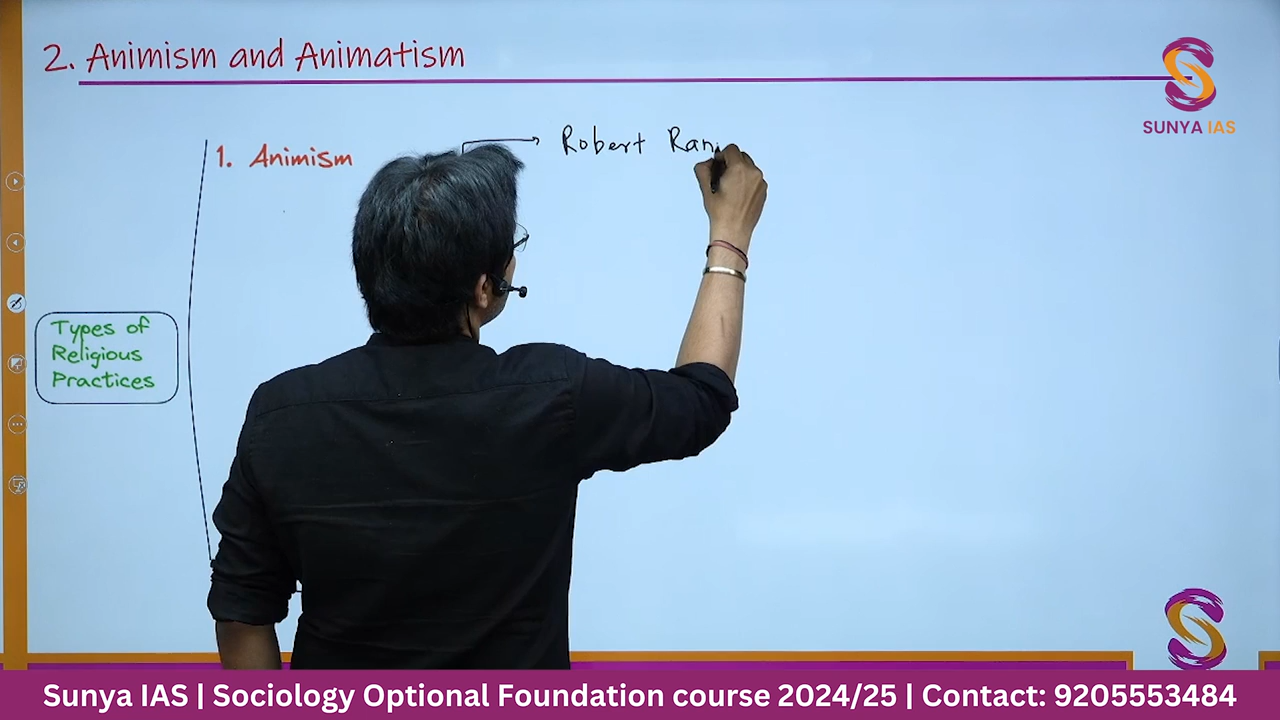 2. Animism and Animatism
SUNYA IAS
1. Animism
Robert
Types of
Religious
Practices
Sunya IAS | Sociology Optional Foundation course 2024/25 | Contact: 9205553484